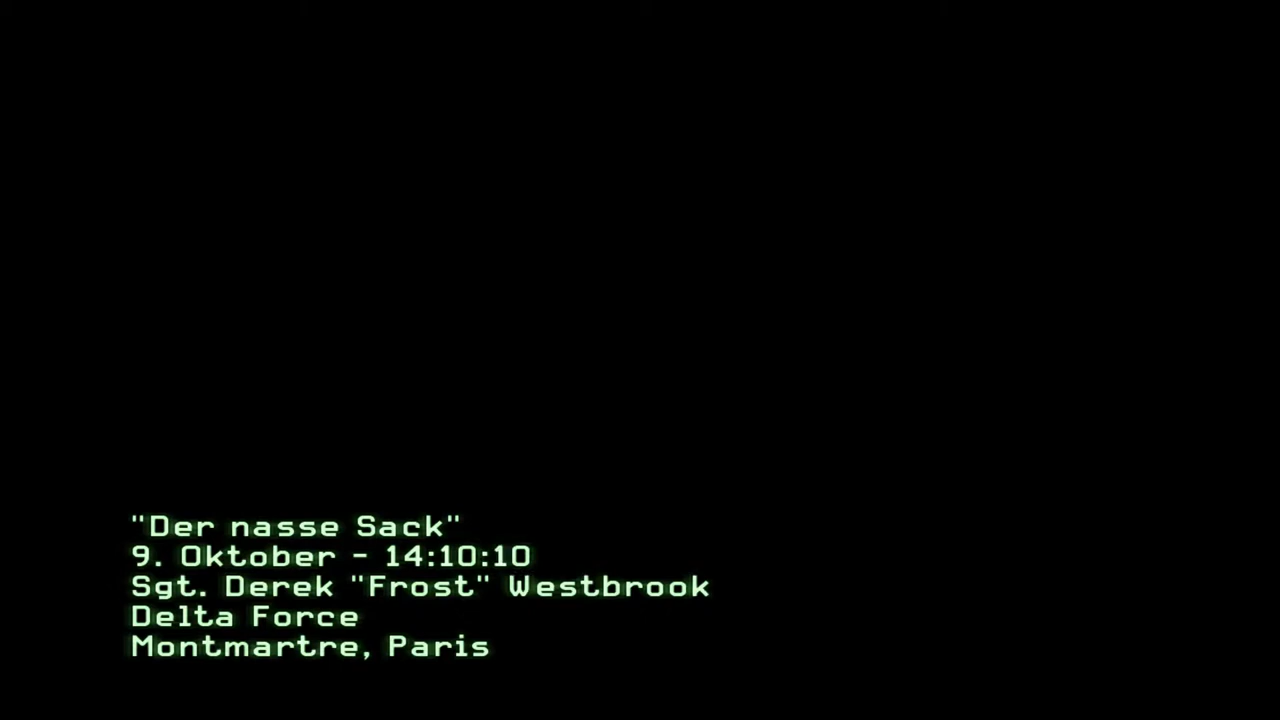 "Der nasse Sack"
9. Oktober - 14:10:10
Sgt. Derek "Frost" Westbrook
Delta Force
Montmartre, Paris